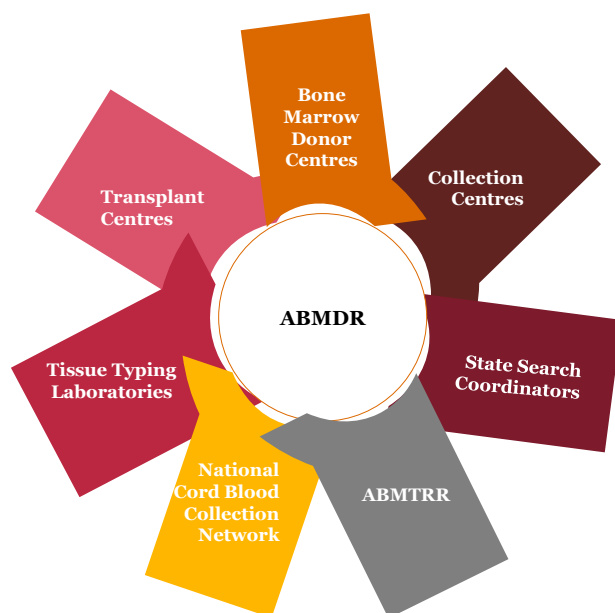 Bone
Marrow
Donor
Centres
Collection
Centres
State Search
Coordinators
ABMTRR
National
Cord Blood
Collection
Network
Tissue Typing
Laboratories
Transplant
Centres
ABMDR